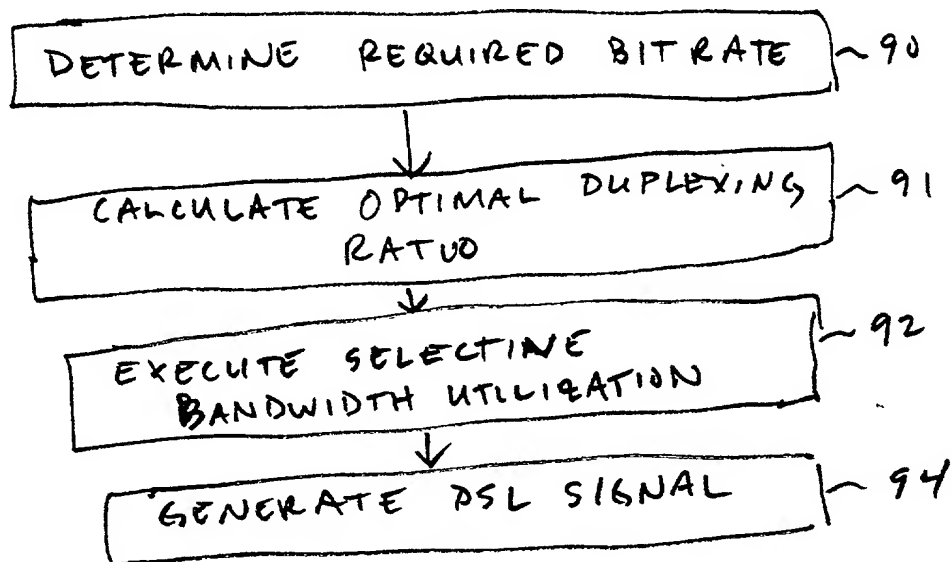 DETERMINE REQUIRED BITRATE ~ 90
CALCULATE OPTIMAL DUPLEXING ~ 91
RATIO
EXECUTE SELECTIVE ~ 92
BANDWIDTH UTILIZATION
GENERATE DSL SIGNAL ~ 94